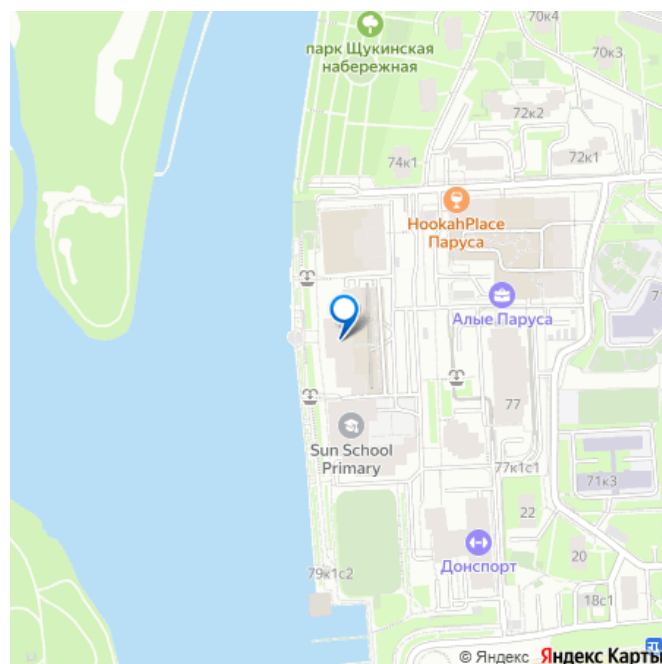 70к4
парк Щукинская
набережная
70к3
72к2
74к1
72к1
HookahPlace
Паруса
Алые Паруса
77
Sun School
Primary
77к1с1
71к3
22
Донспорт
20
79к1с2
18с1
© Яндекс Яндекс Карты